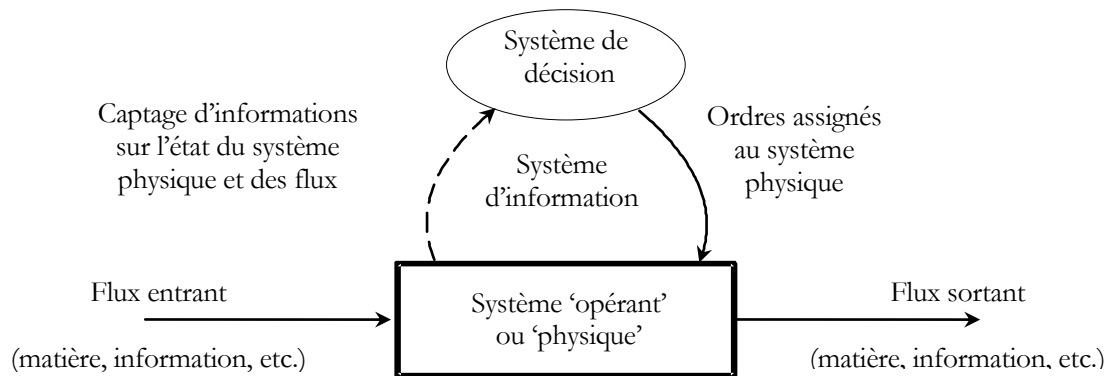 Système de
décision
Captage d’informations
sur l’état du système
physique et des flux
Ordres assignés
au système
physique
Système
d’information
Flux entrant
(matière, information, etc.)
Système ‘opérant’
ou ‘physique’
Flux sortant
(matière, information, etc.)